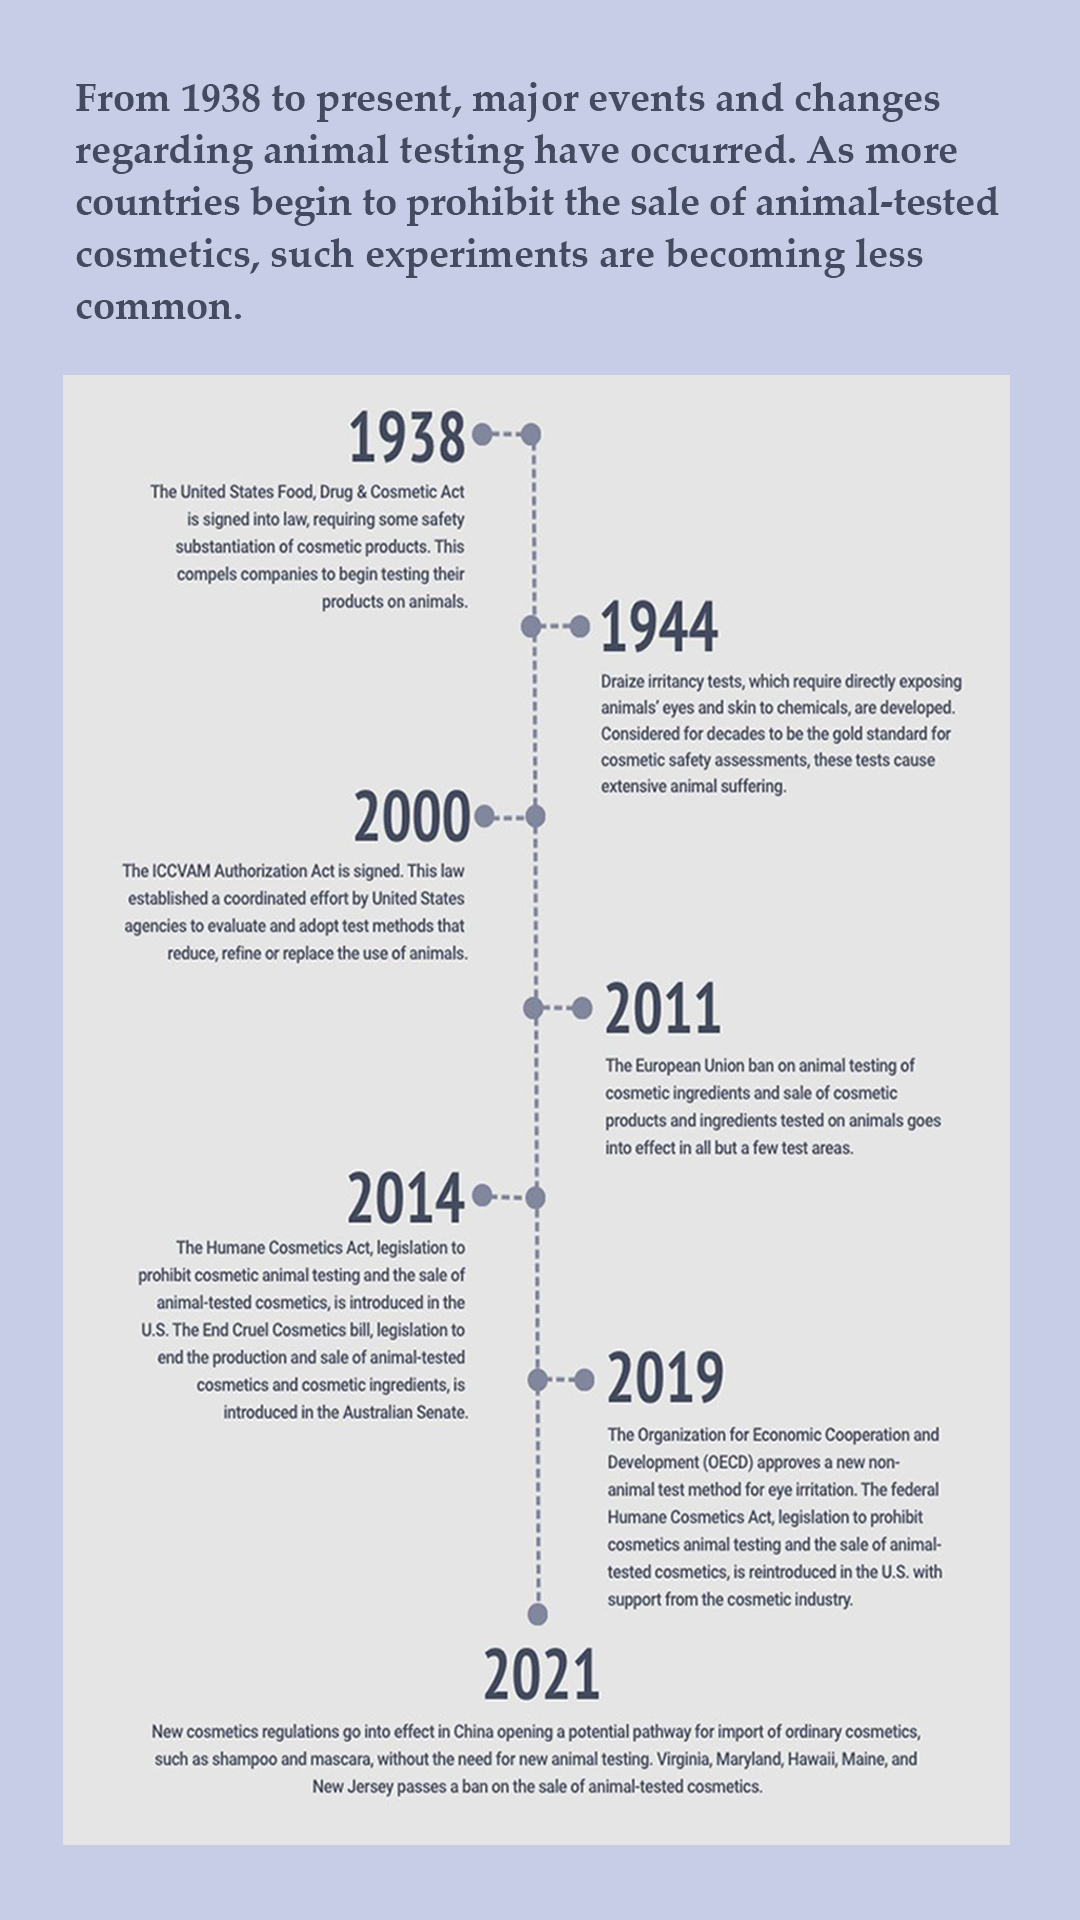 From 1938 to present, major events and changes
regarding animal testing have occurred. As more
countries begin to prohibit the sale of animal-tested
cosmetics, such experiments are becoming less
common.
1938
The United States Food, Drug & Cosmetic Act
is signed into law, requiring some safety
substantiation of cosmetic products. This
compels companies to begin testing their
products on animals.
1944
Draize irritancy tests, which require directly exposing
animals’ eyes and skin to chemicals, are developed.
Considered for decades to be the gold standard for
cosmetic safety assessments, these tests cause
extensive animal suffering.
2000
The ICCVAM Authorization Act is signed. This law
established a coordinated effort by United States
agencies to evaluate and adopt test methods that
reduce, refine or replace the use of animals.
2011
The European Union ban on animal testing of
cosmetic ingredients and sale of cosmetic
products and ingredients tested on animals goes
into effect in all but a few test areas.
2014
The Humane Cosmetics Act, legislation to
prohibit cosmetic animal testing and the sale of
animal-tested cosmetics, is introduced in the
U.S. The End Cruel Cosmetics bill, legislation to
end the production and sale of animal-tested
cosmetics and cosmetic ingredients, is
introduced in the Australian Senate.
2019
The Organization for Economic Cooperation and
Development (OECD) approves a new non-
animal test method for eye irritation. The federal
Humane Cosmetics Act, legislation to prohibit
cosmetics animal testing and the sale of animal-
tested cosmetics, is reintroduced in the U.S. with
support from the cosmetic industry.
2021
New cosmetics regulations go into effect in China opening a potential pathway for import of ordinary cosmetics,
such as shampoo and mascara, without the need for new animal testing. Virginia, Maryland, Hawaii, Maine, and
New Jersey passes a ban on the sale of animal-tested cosmetics.